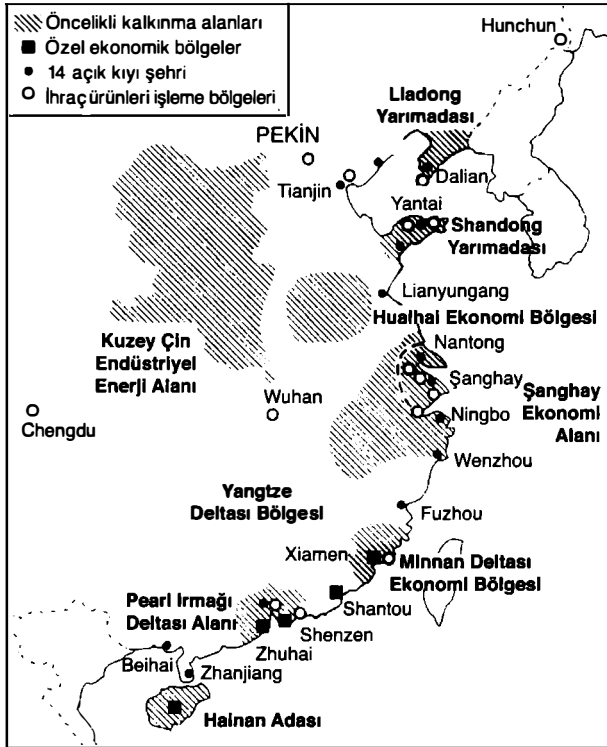 Öncelikli kalkınma alanları
Özel ekonomik bölgeler
14 açık kıyı şehri
İhraç ürünleri işleme bölgeleri
Hunchun
Lladong
Yarımadası
PEKİN
Tianjin
Dalian
Yantai
Shandong
Yarımadası
Lianyungang
Hualhai Ekonomi Bölgesi
Kuzey Çin
Endüstriyel
Enerji Alanı
Nantong
Şanghay
Şanghay
Ekonomi
Alanı
Wuhan
Chengdu
Ningbo
Wenzhou
Yangtze
Deltası Bölgesi
Fuzhou
Xiamen
Minnan Deltası
Ekonomi Bölgesi
Shantou
Pearl Irmağı
Deltası Alanı
Shenzen
Zhuhai
Beihai
Zhanjiang
Hainan Adası